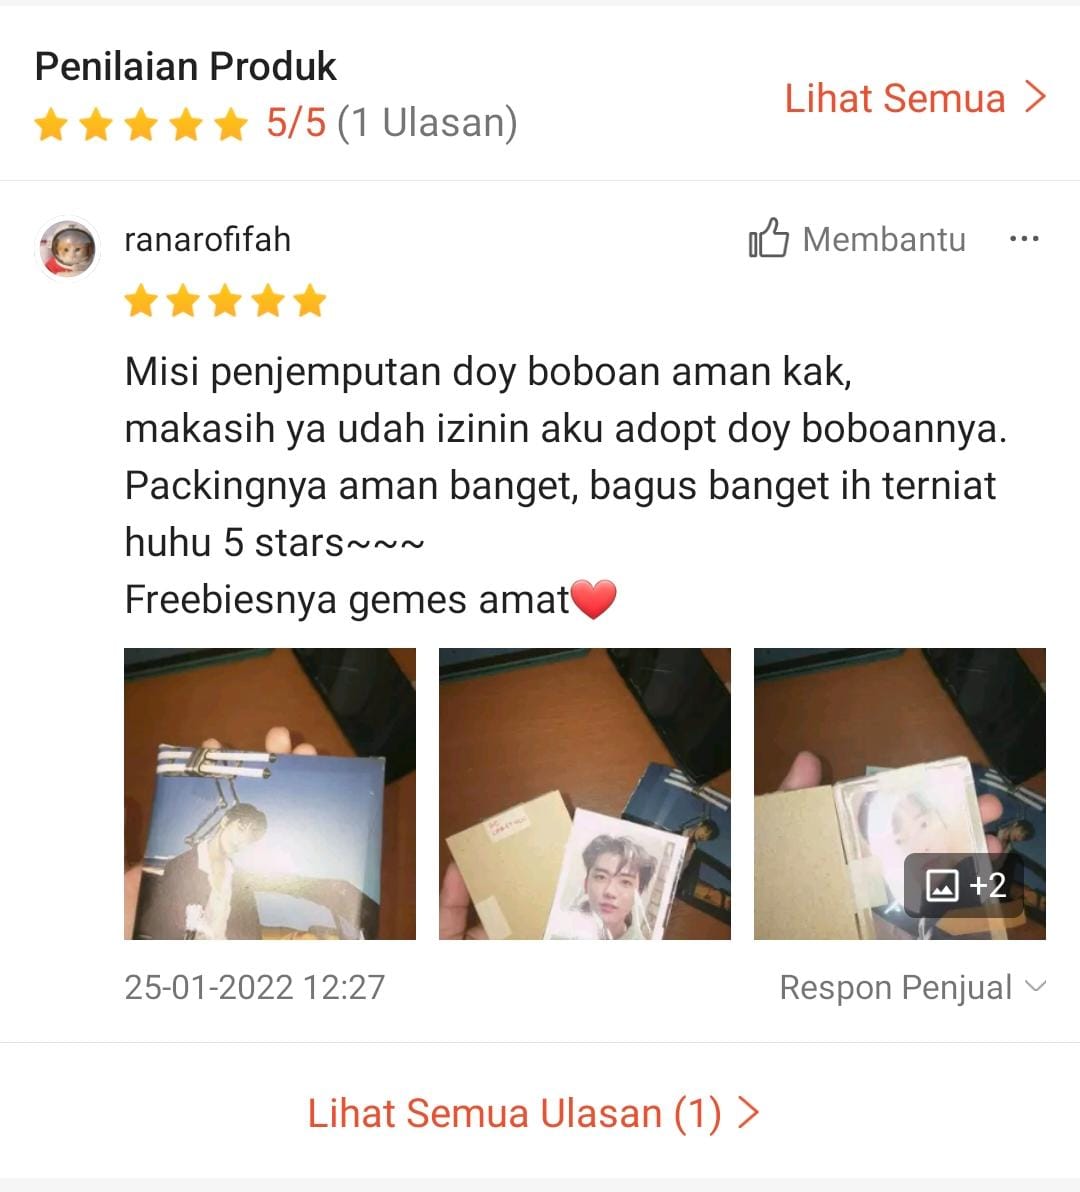 Penilaian Produk
5/5 (1 Ulasan)
Lihat Semua
ranarofifah
Membantu
Misi penjemputan doy boboan aman kak,
makasih ya udah izinin aku adopt doy boboannya.
Packingnya aman banget, bagus banget ih terniat
huhu 5 stars~~~
Freebiesnya gemes amat❤️
+2
25-01-2022 12:27
Respon Penjual
Lihat Semua Ulasan (1)